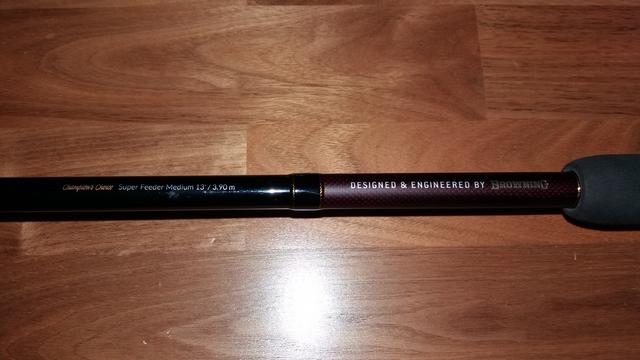 Champion's Choice Super Feeder Medium 13'/3.90 m
DESIGNED & ENGINEERED BY BROWNING